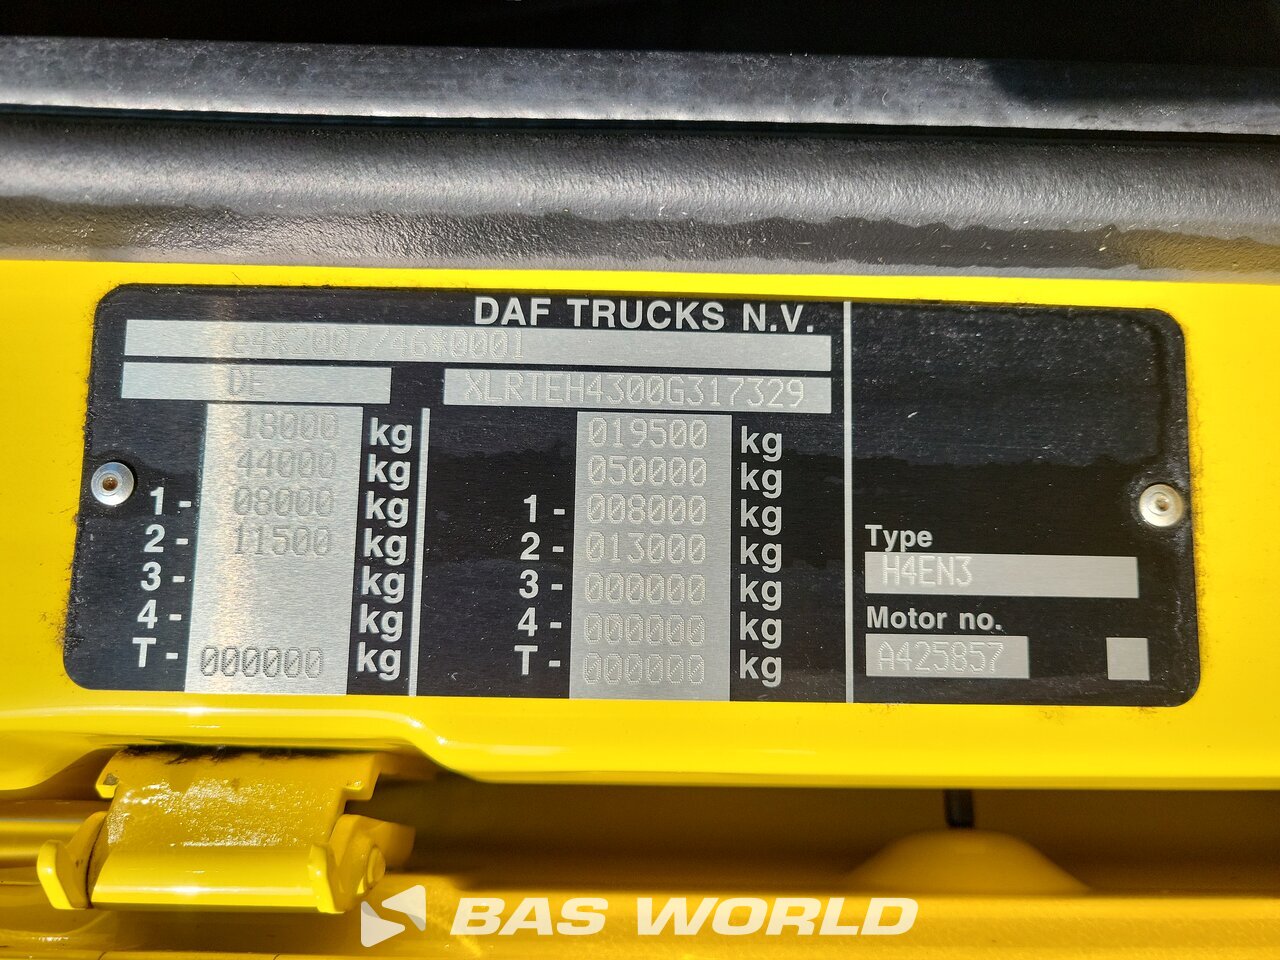 DAF TRUCKS N.V.
e4*2007/46*0001
DE XLRTEH4300G317329
18000 kg 019500 kg
44000 kg 050000 kg
1- 08000 kg 1- 008000 kg
2- 11500 kg 2- 013000 kg
3- kg 3- 000000 kg
4- kg 4- 000000 kg
T- 000000 kg T- 000000 kg
Type
H4EN3
Motor no.
A425857
BAS WORLD